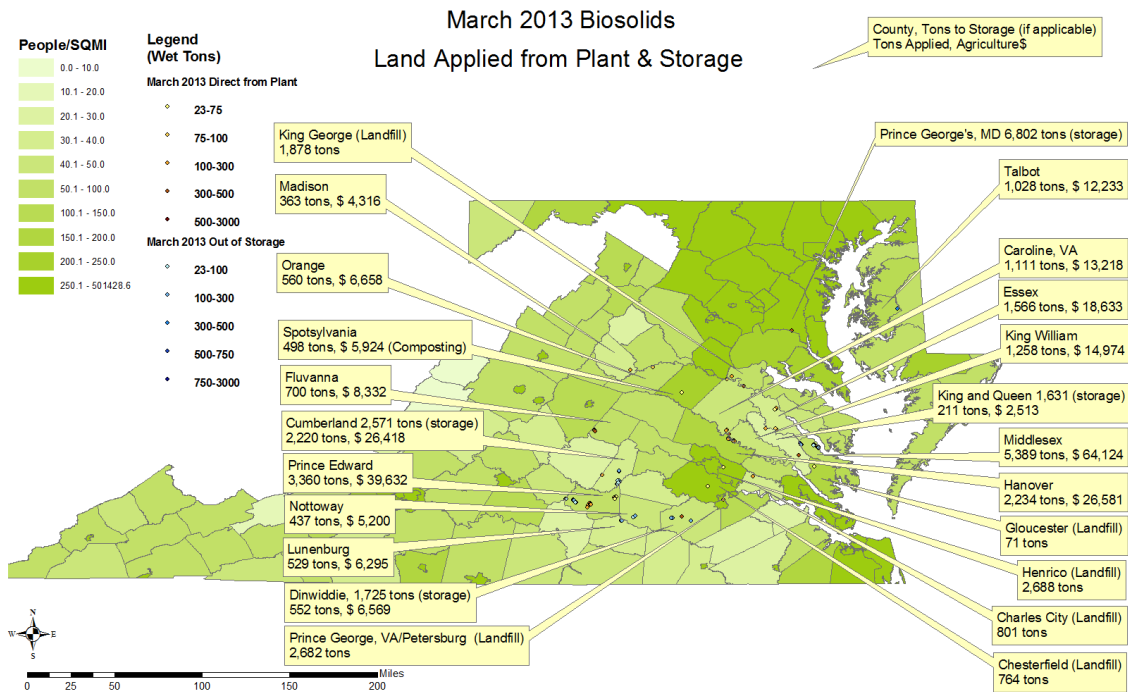 March 2013 Biosolids
Land Applied from Plant & Storage
County, Tons to Storage (if applicable)
Tons Applied, Agriculture$
People/SQMI
0.0 - 10.0
10.1 - 20.0
20.1 - 30.0
30.1 - 40.0
40.1 - 50.0
50.1 - 100.0
100.1 - 150.0
150.1 - 200.0
200.1 - 250.0
250.1 - 501428.6
Legend
(Wet Tons)
March 2013 Direct from Plant
23-75
75-100
100-300
300-500
500-3000
March 2013 Out of Storage
23-100
100-300
300-500
500-750
750-3000
King George (Landfill)
1,878 tons
Madison
363 tons, $ 4,316
Orange
560 tons, $ 6,658
Spotsylvania
498 tons, $ 5,924 (Composting)
Fluvanna
700 tons, $ 8,332
Cumberland 2,571 tons (storage)
2,220 tons, $ 26,418
Prince Edward
3,360 tons, $ 39,632
Nottoway
437 tons, $ 5,200
Lunenburg
529 tons, $ 6,295
Dinwiddie, 1,725 tons (storage)
552 tons, $ 6,569
Prince George, VA/Petersburg (Landfill)
2,682 tons
Prince George's, MD 6,802 tons (storage)
Talbot
1,028 tons, $ 12,233
Caroline, VA
1,111 tons, $ 13,218
Essex
1,566 tons, $ 18,633
King William
1,258 tons, $ 14,974
King and Queen 1,631 (storage)
211 tons, $ 2,513
Middlesex
5,389 tons, $ 64,124
Hanover
2,234 tons, $ 26,581
Gloucester (Landfill)
71 tons
Henrico (Landfill)
2,688 tons
Charles City (Landfill)
801 tons
Chesterfield (Landfill)
764 tons
N
W E
S
Miles
0 25 50 100 150 200